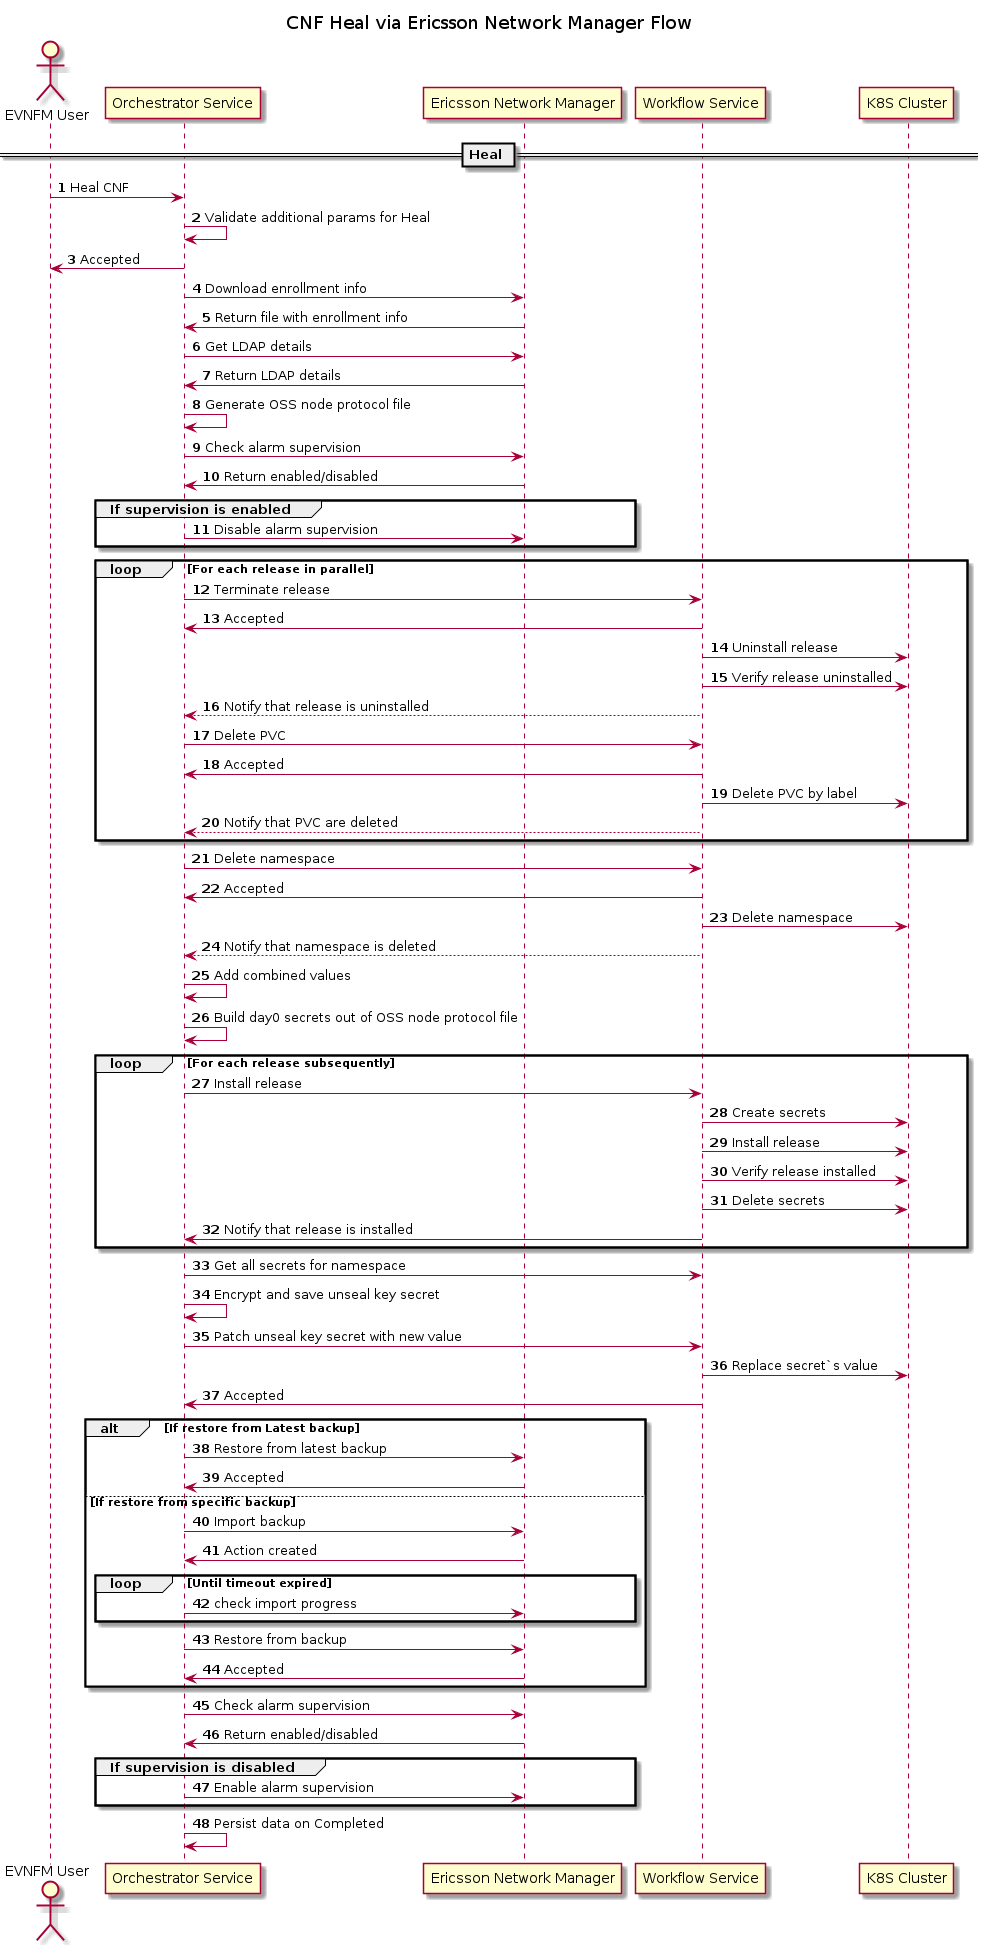 CNF Heal via Ericsson Network Manager Flow
EVNFM User
Orchestrator Service
Ericsson Network Manager
Workflow Service
K8S Cluster
Heal
1 Heal CNF
2 Validate additional params for Heal
3 Accepted
4 Download enrollment info
5 Return file with enrollment info
6 Get LDAP details
7 Return LDAP details
8 Generate OSS node protocol file
9 Check alarm supervision
10 Return enabled/disabled
If supervision is enabled
11 Disable alarm supervision
loop [For each release in parallel]
12 Terminate release
13 Accepted
14 Uninstall release
15 Verify release uninstalled
16 Notify that release is uninstalled
17 Delete PVC
18 Accepted
19 Delete PVC by label
20 Notify that PVC are deleted
21 Delete namespace
22 Accepted
23 Delete namespace
24 Notify that namespace is deleted
25 Add combined values
26 Build day0 secrets out of OSS node protocol file
loop [For each release subsequently]
27 Install release
28 Create secrets
29 Install release
30 Verify release installed
31 Delete secrets
32 Notify that release is installed
33 Get all secrets for namespace
34 Encrypt and save unseal key secret
35 Patch unseal key secret with new value
36 Replace secret`s value
37 Accepted
alt [If restore from Latest backup]
38 Restore from latest backup
39 Accepted
[If restore from specific backup]
40 Import backup
41 Action created
loop [Until timeout expired]
42 check import progress
43 Restore from backup
44 Accepted
45 Check alarm supervision
46 Return enabled/disabled
If supervision is disabled
47 Enable alarm supervision
48 Persist data on Completed
EVNFM User
Orchestrator Service
Ericsson Network Manager
Workflow Service
K8S Cluster